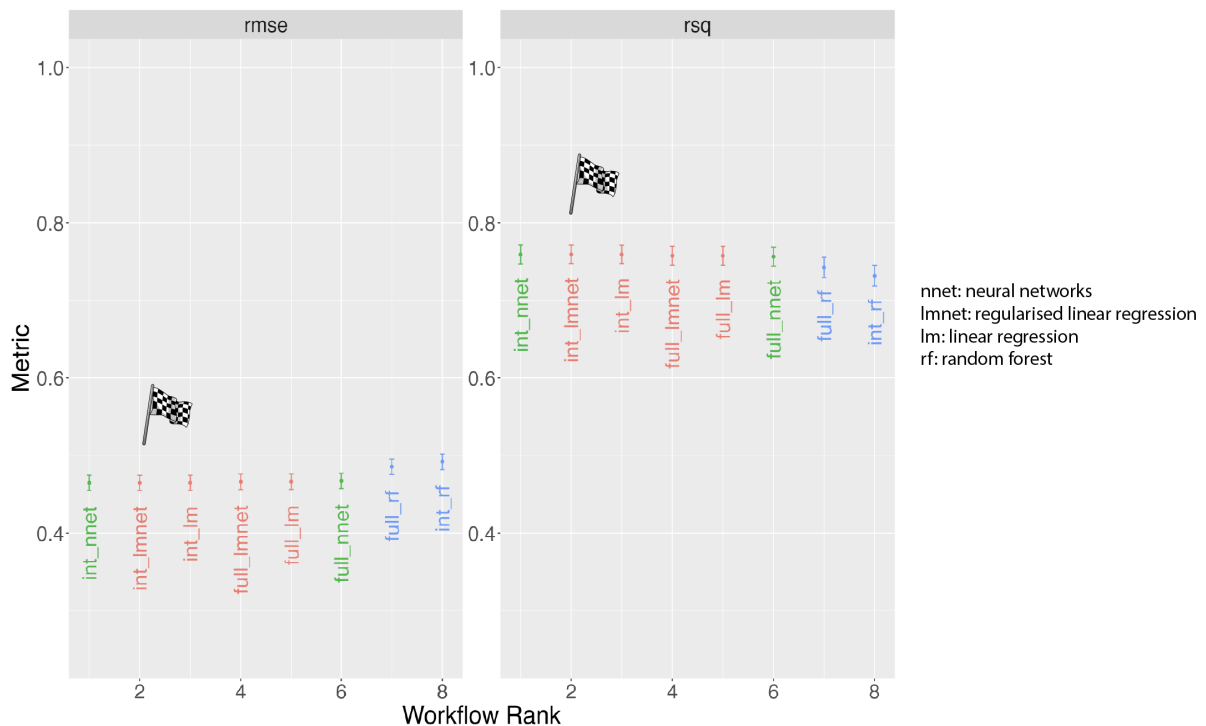 rmse
rsq
Metric
1.0
0.8
0.6
0.4
1.0
0.8
0.6
0.4
int_nnet
int_lmnet
int_lm
full_lmnet
full_lm
full_nnet
full_rf
int_rf
int_nnet
int_lmnet
int_lm
full_lmnet
full_lm
full_nnet
full_rf
int_rf
2 4 6 8
2 4 6 8
Workflow Rank
nnet: neural networks
lmnet: regularised linear regression
lm: linear regression
rf: random forest